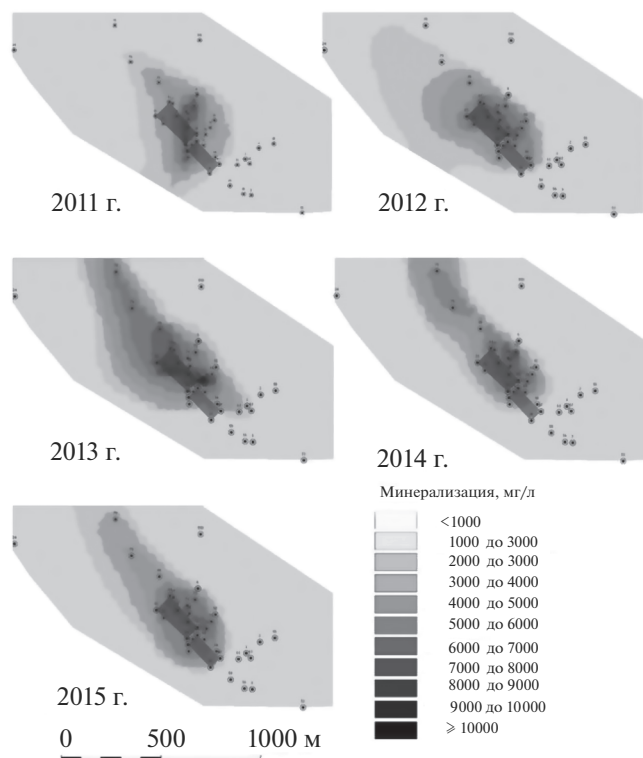 2011 г.
2012 г.
2013 г.
2014 г.
Минерализация, мг/л
<1000
1000 до 3000
2000 до 3000
3000 до 4000
4000 до 5000
5000 до 6000
6000 до 7000
7000 до 8000
8000 до 9000
9000 до 10000
⩾ 10000
2015 г.
0 500 1000 м